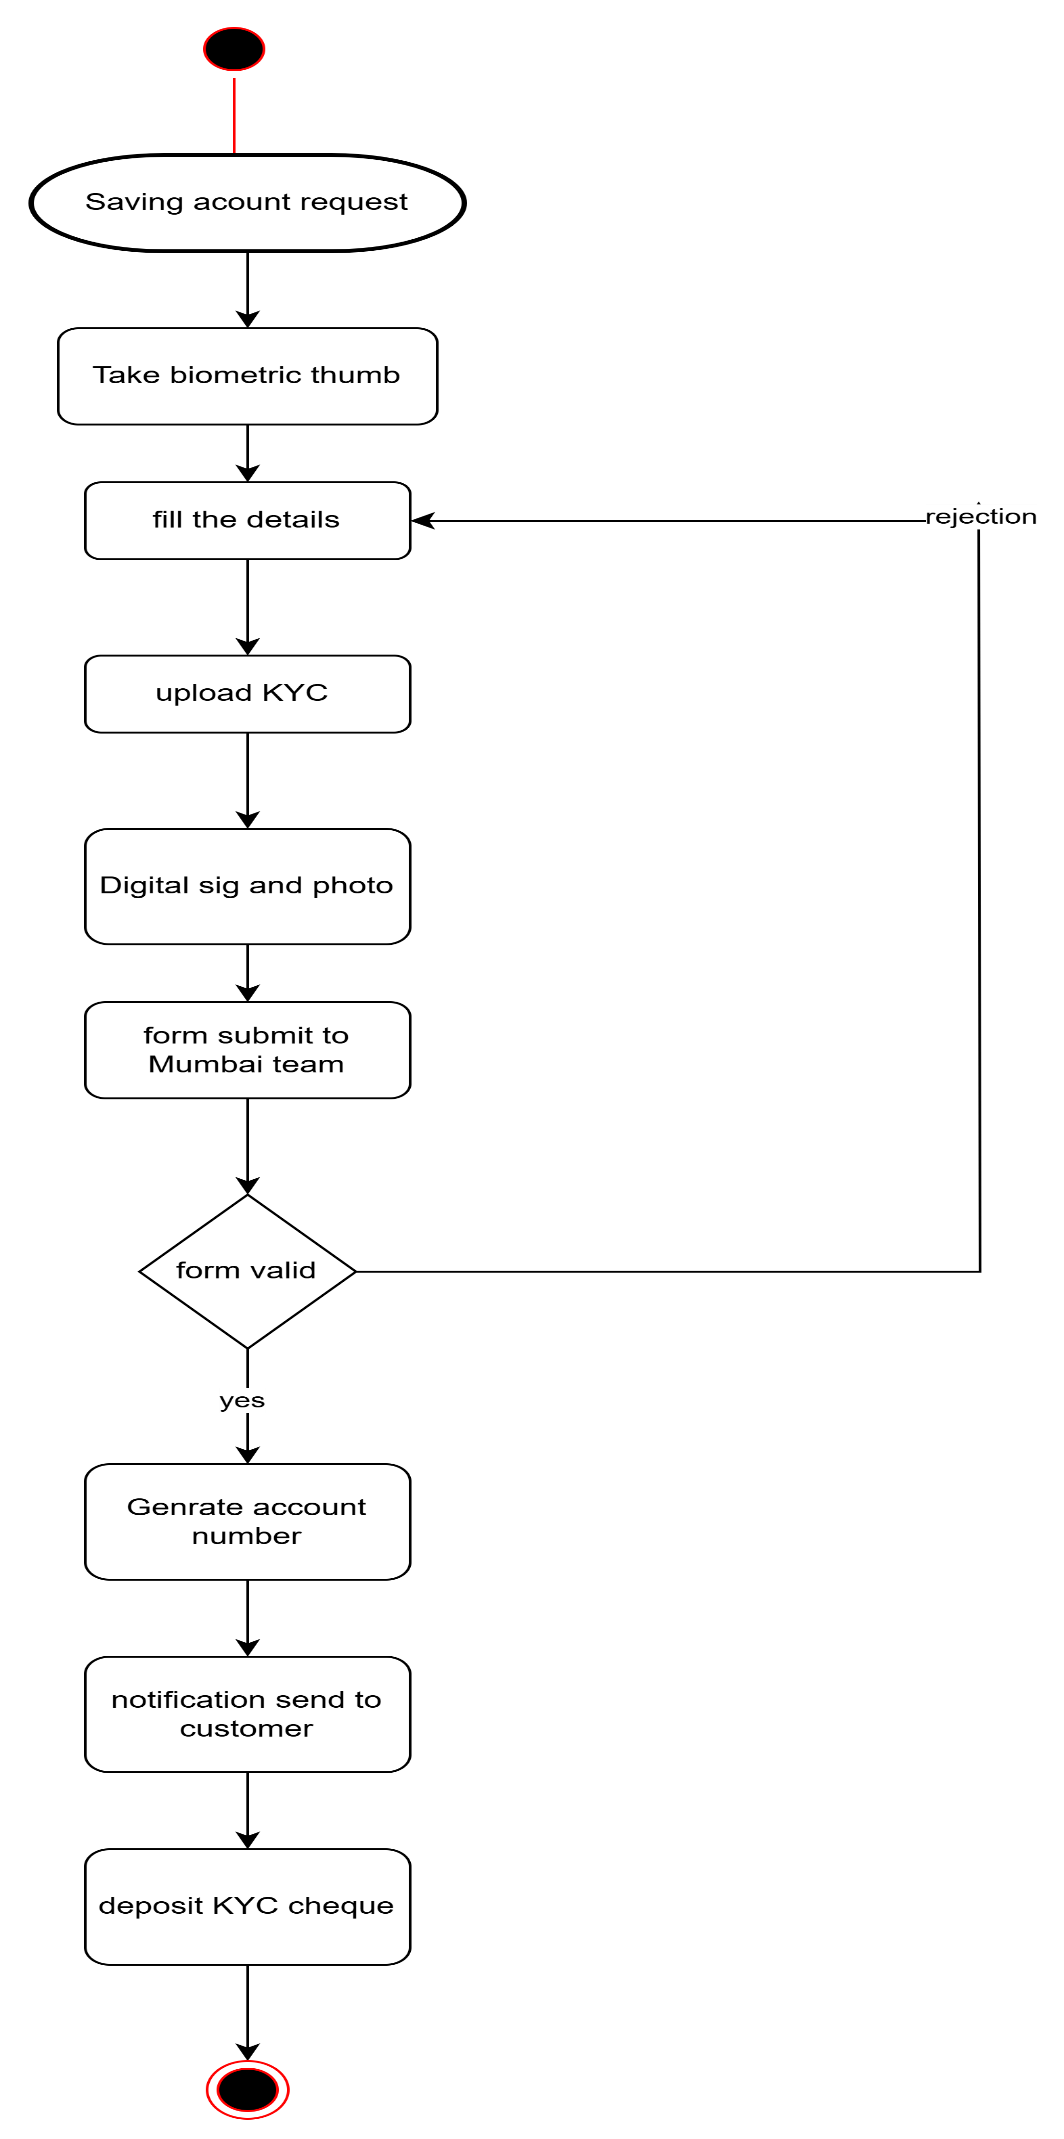 Saving acount request
Take biometric thumb
fill the details
rejection
upload KYC
Digital sig and photo
form submit to
Mumbai team
form valid
yes
Genrate account
number
notification send to
customer
deposit KYC cheque